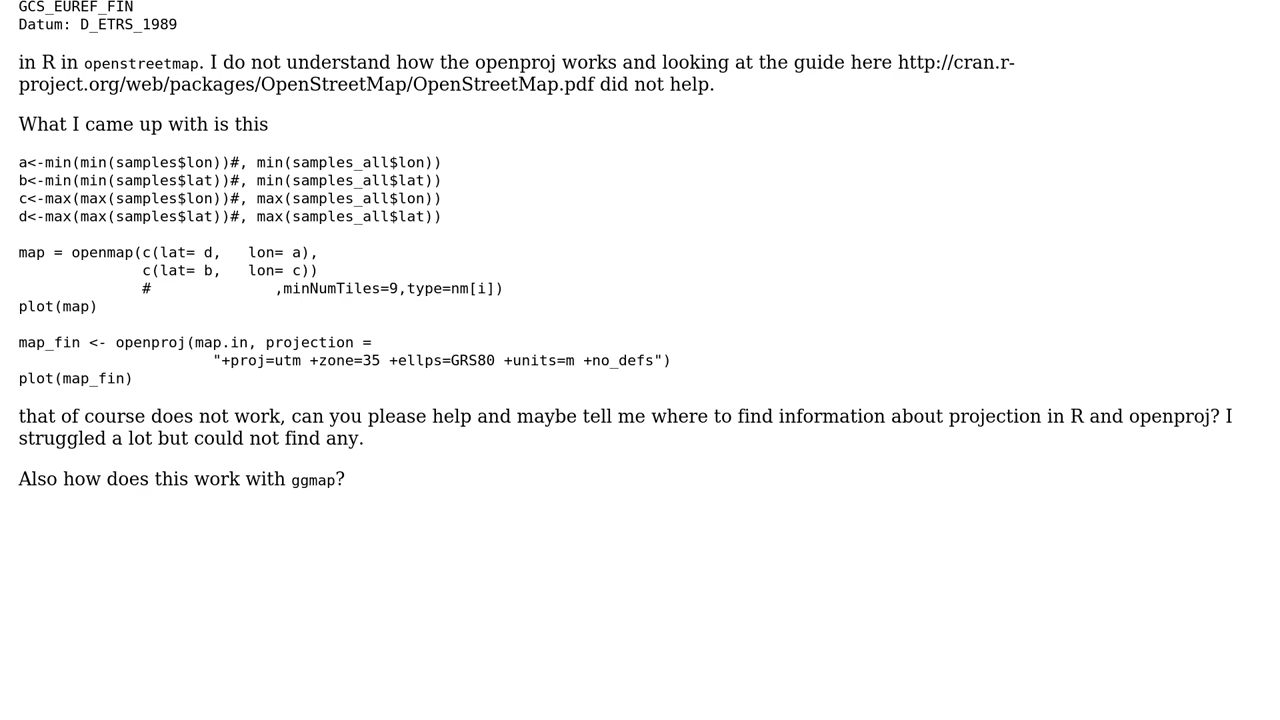 GCS_EUREF_FIN
Datum: D_ETRS_1989
in R in openstreetmap. I do not understand how the openproj works and looking at the guide here http://cran.r-
project.org/web/packages/OpenStreetMap/OpenStreetMap.pdf did not help.
What I came up with is this
a<-min(min(samples$lon))#, min(samples_all$lon))
b<-min(min(samples$lat))#, min(samples_all$lat))
c<-max(max(samples$lon))#, max(samples_all$lon))
d<-max(max(samples$lat))#, max(samples_all$lat))
map = openmap(c(lat= d,   lon= a),
              c(lat= b,   lon= c))
              #              ,minNumTiles=9,type=nm[i])
plot(map)
map_fin <- openproj(map.in, projection =
                      "+proj=utm +zone=35 +ellps=GRS80 +units=m +no_defs")
plot(map_fin)
that of course does not work, can you please help and maybe tell me where to find information about projection in R and openproj? I
struggled a lot but could not find any.
Also how does this work with ggmap?